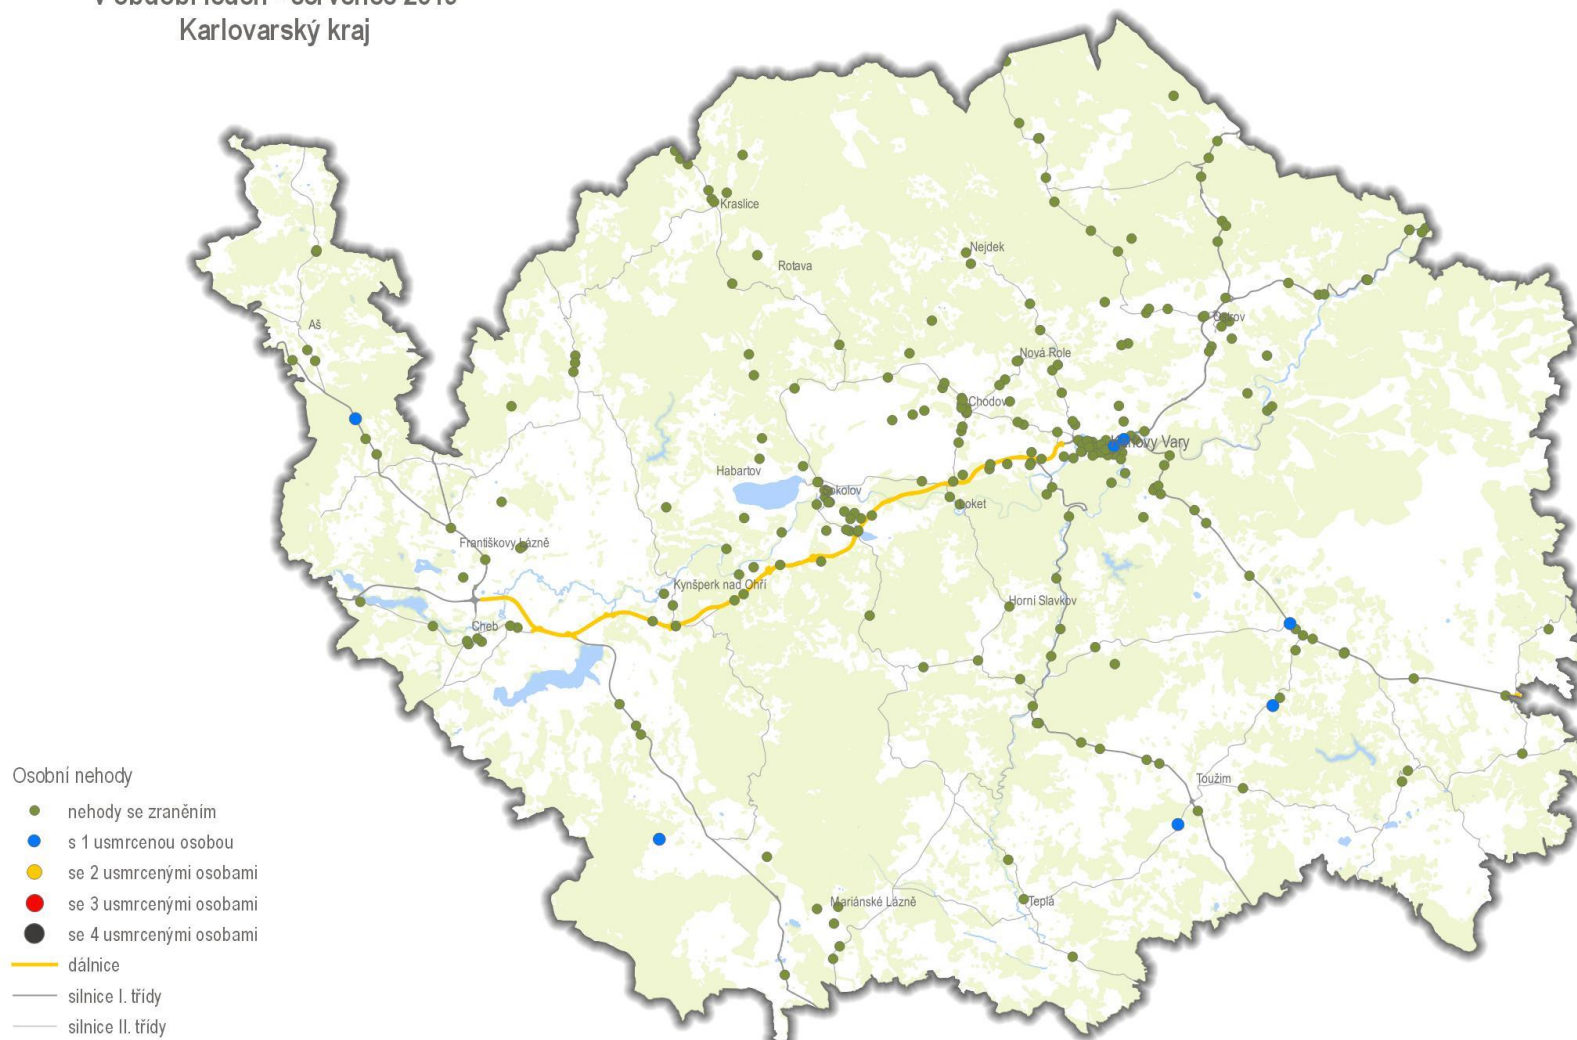 Karlovarský kraj
Kraslice
Nejdek
Rotava
Ostrov
Aš
Nová Role
Chodov
Karlovy Vary
Habartov
Sokolov
Loket
Františkovy Lázně
Kynšperk nad Ohří
Horní Slavkov
Cheb
Toužim
Mariánské Lázně
Teplá
Osobní nehody
nehody se zraněním
s 1 usmrcenou osobou
se 2 usmrcenými osobami
se 3 usmrcenými osobami
se 4 usmrcenými osobami
dálnice
silnice I. třídy
silnice II. třídy